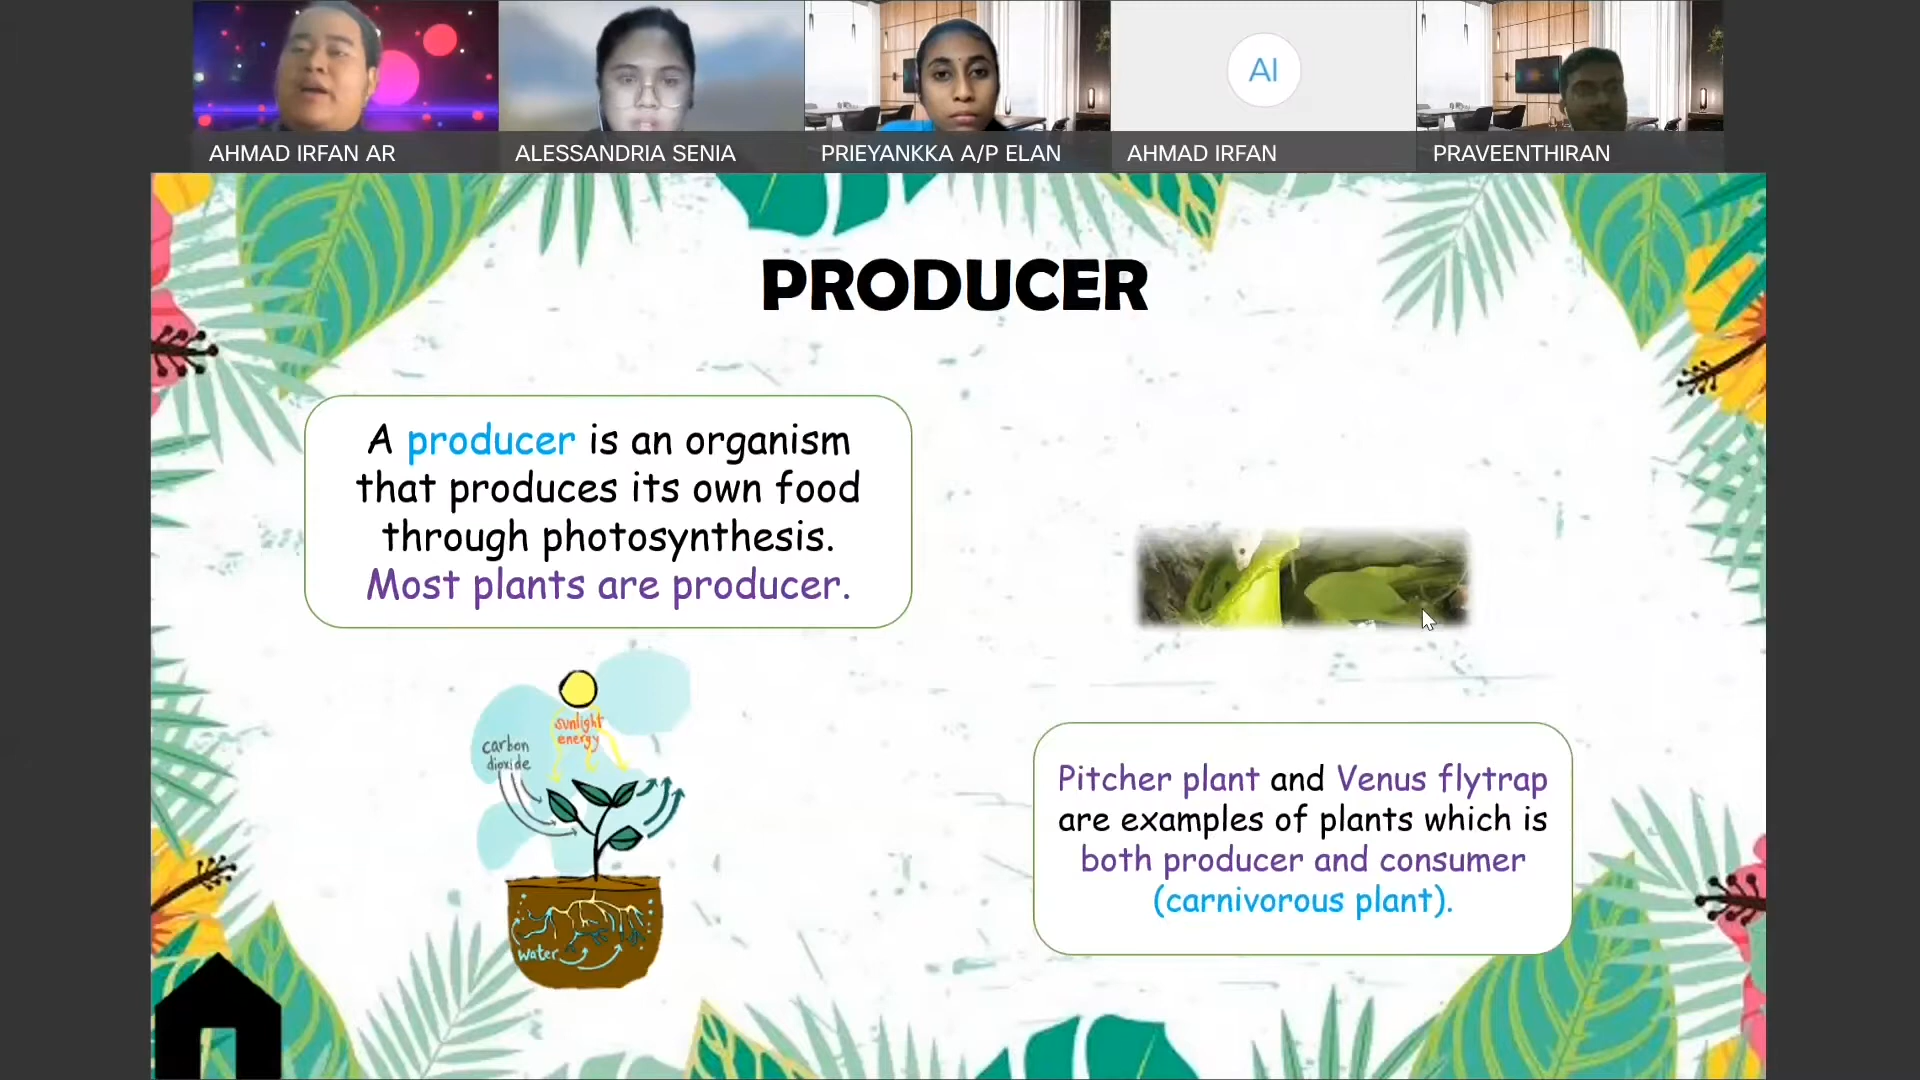 AHMAD IRFAN AR
ALESSANDRIA SENIA
PRIEYANKKA A/P ELAN
AI
AHMAD IRFAN
PRAVEENTHIRAN
PRODUCER
A producer is an organism
that produces its own food
through photosynthesis.
Most plants are producer.
sunlight
energy
carbon
dioxide
water
Pitcher plant and Venus flytrap
are examples of plants which is
both producer and consumer
(carnivorous plant).